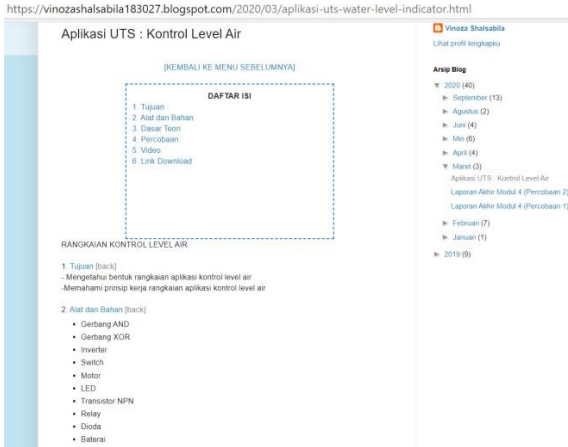 https://vinozashalsabila183027.blogspot.com/2020/03/aplikasi-uts-water-level-indicator.html
Aplikasi UTS : Kontrol Level Air
[KEMBALI KE MENU SEBELUMNYA]
DAFTAR ISI
1. Tujuan
2. Alat dan Bahan
3. Dasar Teori
4. Percobaan
5. Video
6. Link Download
RANGKAIAN KONTROL LEVEL AIR
1. Tujuan [back]
- Mengetahui bentuk rangkaian aplikasi kontrol level air
-Memahami prinsip kerja rangkaian aplikasi kontrol level air
2. Alat dan Bahan [back]
• Gerbang AND
• Gerbang XOR
• Inverter
• Switch
• Motor
• LED
• Transistor NPN
• Relay
• Dioda
• Baterai
Vinoza Shalsabila
Lihat profil lengkapku
Arsip Blog
▼ 2020 (40)
► September (13)
► Agustus (2)
► Juni (4)
► Mei (6)
► April (4)
▼ Maret (3)
Aplikasi UTS : Kontrol Level Air
Laporan Akhir Modul 4 (Percobaan 2)
Laporan Akhir Modul 4 (Percobaan 1)
► Februari (7)
► Januari (1)
► 2019 (9)